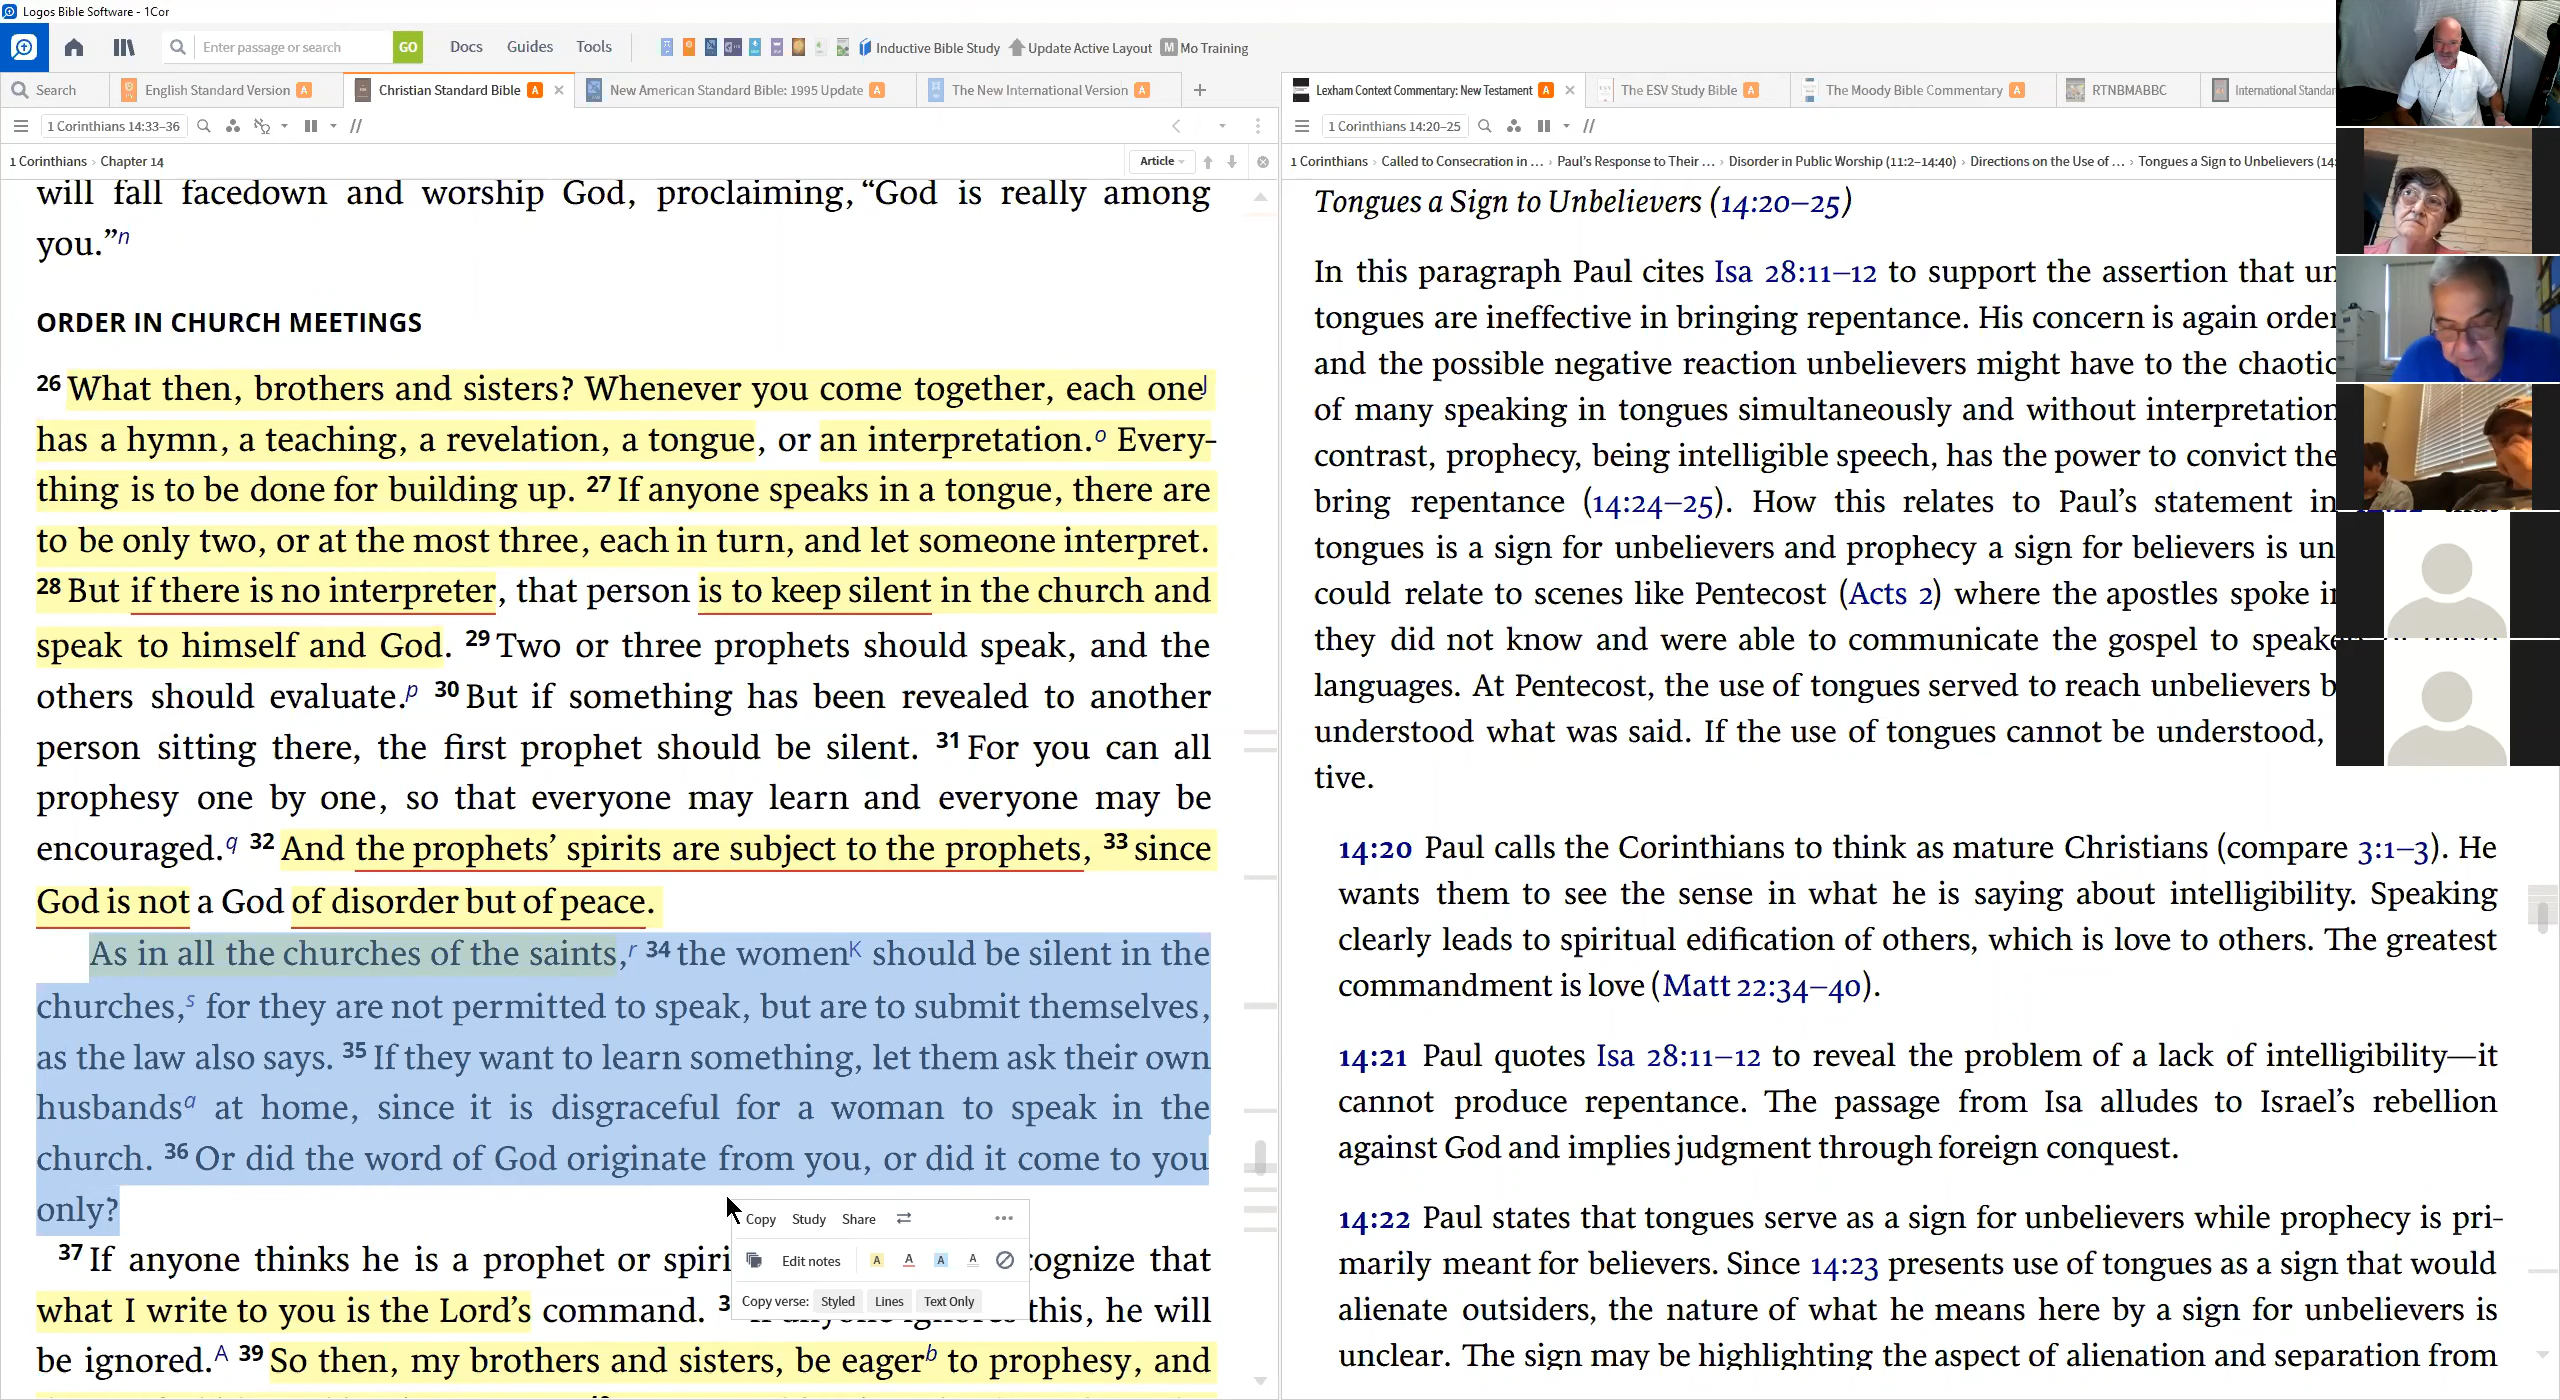 Logos Bible Software - 1Cor
Enter passage or search GO Docs Guides Tools Inductive Bible Study Update Active Layout M Mo Training
Search English Standard Version A Christian Standard Bible A New American Standard Bible: 1995 Update A The New International Version A
1 Corinthians 14:33–36
1 Corinthians › Chapter 14 Article
will fall facedown and worship God, proclaiming, “God is really among
you.”n
ORDER IN CHURCH MEETINGS
26 What then, brothers and sisters? Whenever you come together, each oneJ
has a hymn, a teaching, a revelation, a tongue, or an interpretation.o Every-
thing is to be done for building up. 27 If anyone speaks in a tongue, there are
to be only two, or at the most three, each in turn, and let someone interpret.
28 But if there is no interpreter, that person is to keep silent in the church and
speak to himself and God. 29 Two or three prophets should speak, and the
others should evaluate.p 30 But if something has been revealed to another
person sitting there, the first prophet should be silent. 31 For you can all
prophesy one by one, so that everyone may learn and everyone may be
encouraged.q 32 And the prophets’ spirits are subject to the prophets, 33 since
God is not a God of disorder but of peace.
As in all the churches of the saints,r 34 the womenK should be silent in the
churches,s for they are not permitted to speak, but are to submit themselves,
as the law also says. 35 If they want to learn something, let them ask their own
husbandsa at home, since it is disgraceful for a woman to speak in the
church. 36 Or did the word of God originate from you, or did it come to you
only?
37 If anyone thinks he is a prophet or spiri cognize that
what I write to you is the Lord’s command. this, he will
be ignored.A 39 So then, my brothers and sisters, be eagerb to prophesy, and
Copy Study Share
Edit notes A A A A
Copy verse: Styled Lines Text Only
Lexham Context Commentary: New Testament A The ESV Study Bible A The Moody Bible Commentary A RTNBMABBC International Standar
1 Corinthians 14:20–25
1 Corinthians › Called to Consecration in ... › Paul’s Response to Their ... › Disorder in Public Worship (11:2–14:40) › Directions on the Use of ... › Tongues a Sign to Unbelievers (14:
Tongues a Sign to Unbelievers (14:20–25)
In this paragraph Paul cites Isa 28:11–12 to support the assertion that un
tongues are ineffective in bringing repentance. His concern is again order
and the possible negative reaction unbelievers might have to the chaotic
of many speaking in tongues simultaneously and without interpretation
contrast, prophecy, being intelligible speech, has the power to convict the
bring repentance (14:24–25). How this relates to Paul’s statement in
tongues is a sign for unbelievers and prophecy a sign for believers is un
could relate to scenes like Pentecost (Acts 2) where the apostles spoke in
they did not know and were able to communicate the gospel to speake
languages. At Pentecost, the use of tongues served to reach unbelievers b
understood what was said. If the use of tongues cannot be understood,
tive.
14:20 Paul calls the Corinthians to think as mature Christians (compare 3:1–3). He
wants them to see the sense in what he is saying about intelligibility. Speaking
clearly leads to spiritual edification of others, which is love to others. The greatest
commandment is love (Matt 22:34–40).
14:21 Paul quotes Isa 28:11–12 to reveal the problem of a lack of intelligibility—it
cannot produce repentance. The passage from Isa alludes to Israel’s rebellion
against God and implies judgment through foreign conquest.
14:22 Paul states that tongues serve as a sign for unbelievers while prophecy is pri-
marily meant for believers. Since 14:23 presents use of tongues as a sign that would
alienate outsiders, the nature of what he means here by a sign for unbelievers is
unclear. The sign may be highlighting the aspect of alienation and separation from